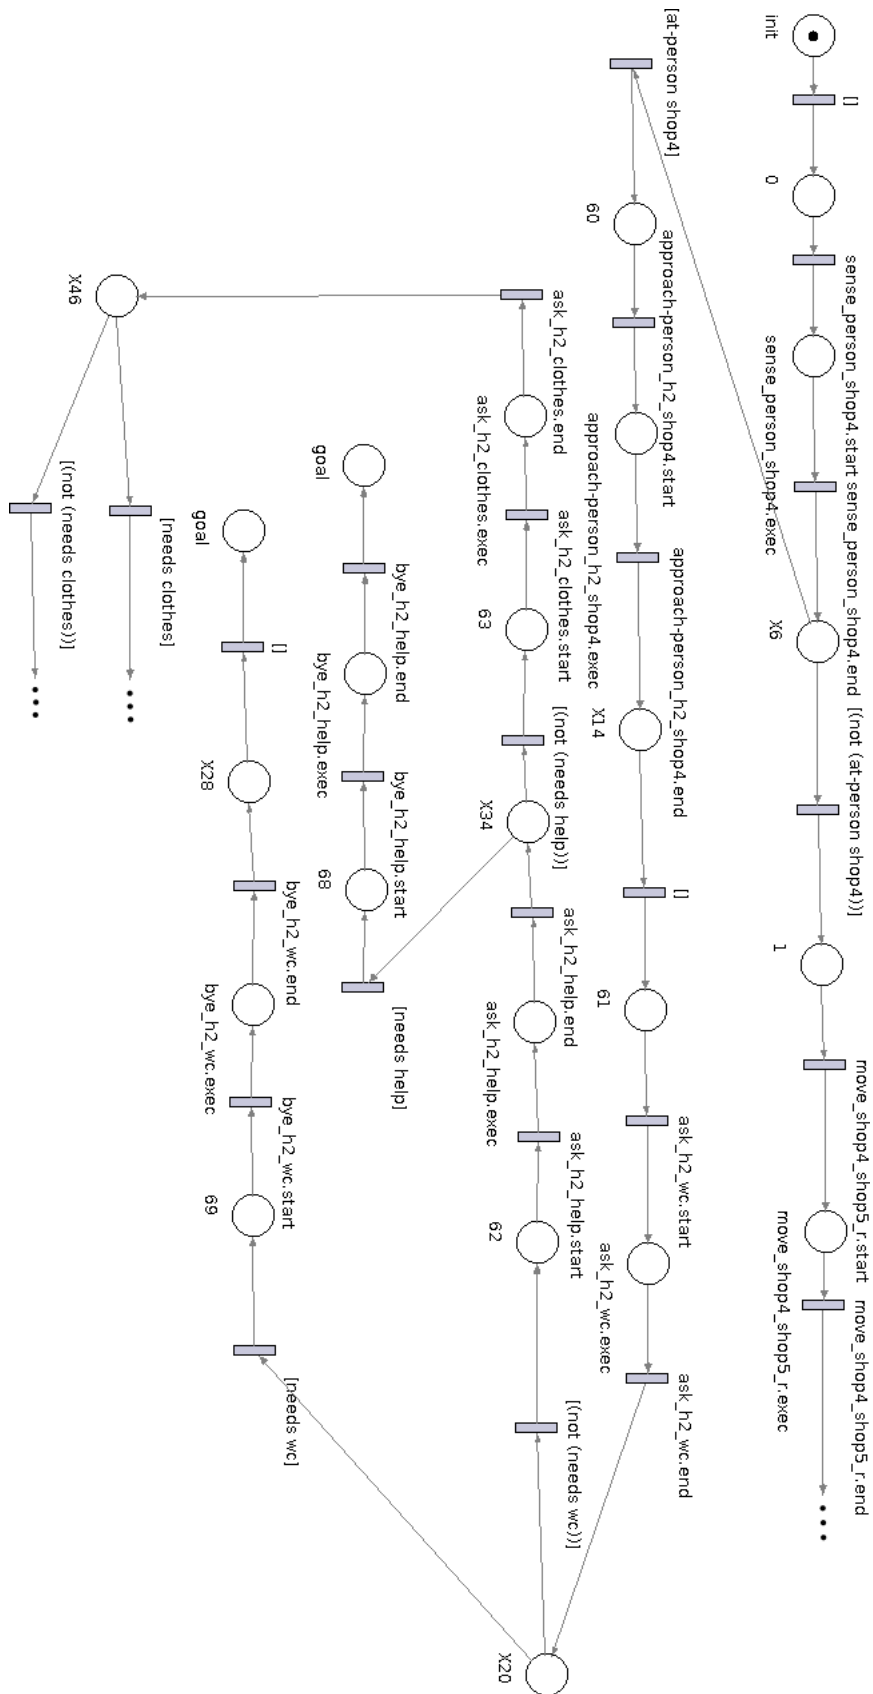 init
[]
0
sense_person_shop4.start
sense_person_shop4.exec
sense_person_shop4.end
X6
[(not (at-person shop4))]
1
move_shop4_shop5_r.start
move_shop4_shop5_r.exec
move_shop4_shop5_r.end
[at-person shop4]
60
approach-person_h2_shop4.start
approach-person_h2_shop4.exec
approach-person_h2_shop4.end
X14
[]
61
ask_h2_wc.start
ask_h2_wc.exec
ask_h2_wc.end
ask_h2_clothes.end
ask_h2_clothes.exec
ask_h2_clothes.start
63
[(not (needs help))]
X34
ask_h2_help.end
ask_h2_help.exec
ask_h2_help.start
62
[(not (needs wc))]
X20
goal
bye_h2_help.end
bye_h2_help.exec
bye_h2_help.start
68
[needs help]
goal
[]
X28
bye_h2_wc.end
bye_h2_wc.exec
bye_h2_wc.start
69
[needs wc]
X46
[needs clothes]
[(not (needs clothes))]